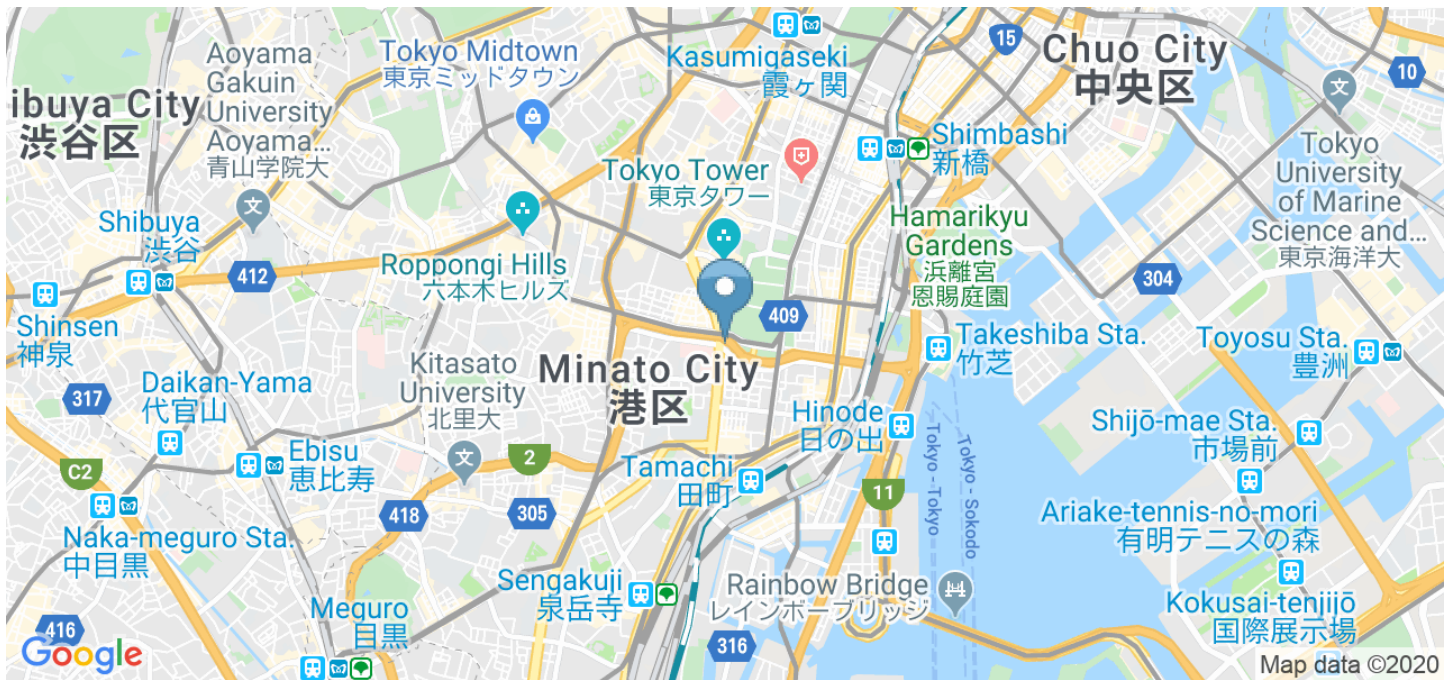 Aoyama
Gakuin
University
Aoyama...
青山学院大
Tokyo Midtown
東京ミッドタウン
Kasumigaseki
霞ヶ関
15
Chuo City
中央区
10
ibuya City
渋谷区
Shimbashi
新橋
Tokyo
University
of Marine
Science and...
東京海洋大
Tokyo Tower
東京タワー
文
文
Shibuya
渋谷
412
Roppongi Hills
六本木ヒルズ
Hamarikyu
Gardens
浜離宮
恩賜庭園
304
409
Shinsen
神泉
Takeshiba Sta.
竹芝
Toyosu Sta.
豊洲
Kitasato
University
北里大
Minato City
港区
317
Daikan-Yama
代官山
Hinode
日の出
Shijō-mae Sta.
市場前
Ebisu
恵比寿
文
2
C2
Tamachi
田町
11
Tokyo - Tokyo
Tokyo - Sokodo
418
305
Ariake-tennis-no-mori
有明テニスの森
Naka-meguro Sta.
中目黒
Sengakuji
泉岳寺
Rainbow Bridge
レインボーブリッジ
Kokusai-tenjijō
国際展示場
Meguro
目黒
416
316
Google
Map data ©2020